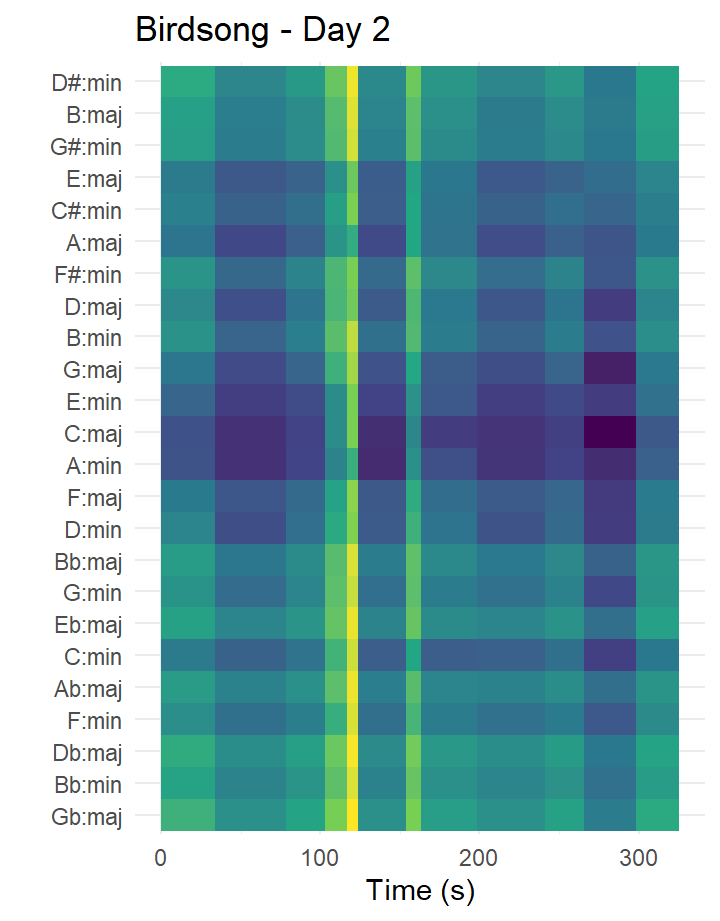 Birdsong - Day 2
D#:min
B:maj
G#:min
E:maj
C#:min
A:maj
F#:min
D:maj
B:min
G:maj
E:min
C:maj
A:min
F:maj
D:min
Bb:maj
G:min
Eb:maj
C:min
Ab:maj
F:min
Db:maj
Bb:min
Gb:maj
0 100 200 300
Time (s)